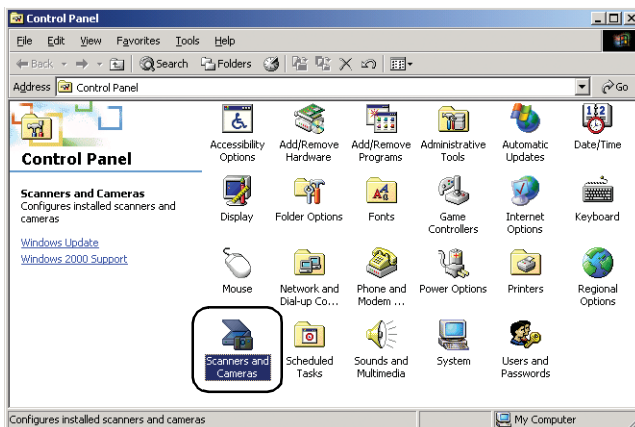 Control Panel
File Edit View Favorites Tools Help
Back Search Folders
Address Control Panel Go
Control Panel
Scanners and Cameras
Configures installed scanners and
cameras
Windows Update
Windows 2000 Support
Accessibility
Options
Add/Remove
Hardware
Add/Remove
Programs
Administrative
Tools
Automatic
Updates
Date/Time
Display
Folder Options
Fonts
Game
Controllers
Internet
Options
Keyboard
Mouse
Network and
Dial-up Co...
Phone and
Modem ...
Power Options
Printers
Regional
Options
Scanners and
Cameras
Scheduled
Tasks
Sounds and
Multimedia
System
Users and
Passwords
Configures installed scanners and cameras
My Computer